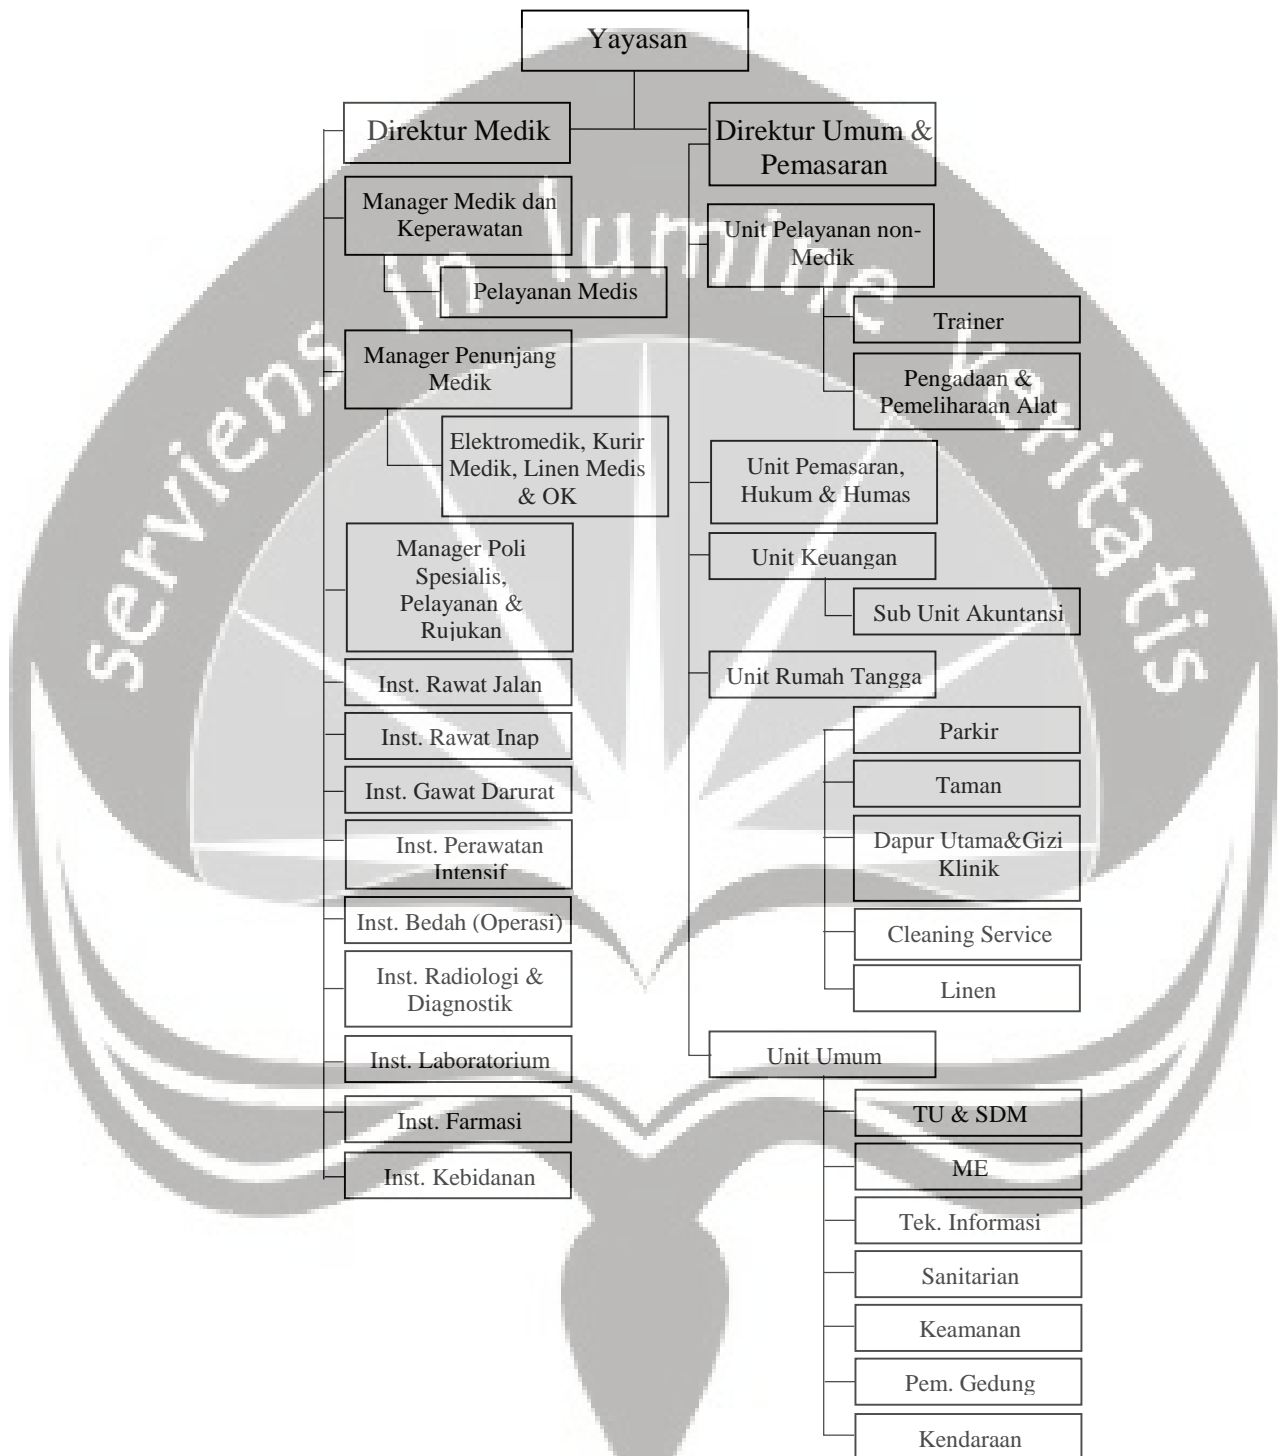 Yayasan
Direktur Medik
Manager Medik dan
Keperawatan
Pelayanan Medis
Manager Penunjang
Medik
Elektromedik, Kurir
Medik, Linen Medis
& OK
Manager Poli
Spesialis,
Pelayanan &
Rujukan
Inst. Rawat Jalan
Inst. Rawat Inap
Inst. Gawat Darurat
Inst. Perawatan
Intensif
Inst. Bedah (Operasi)
Inst. Radiologi &
Diagnostik
Inst. Laboratorium
Inst. Farmasi
Inst. Kebidanan
Direktur Umum &
Pemasaran
Unit Pelayanan non-
Medik
Trainer
Pengadaan &
Pemeliharaan Alat
Unit Pemasaran,
Hukum & Humas
Unit Keuangan
Sub Unit Akuntansi
Unit Rumah Tangga
Parkir
Taman
Dapur Utama&Gizi
Klinik
Cleaning Service
Linen
Unit Umum
TU & SDM
ME
Tek. Informasi
Sanitarian
Keamanan
Pem. Gedung
Kendaraan
serviens in lumine veritatis